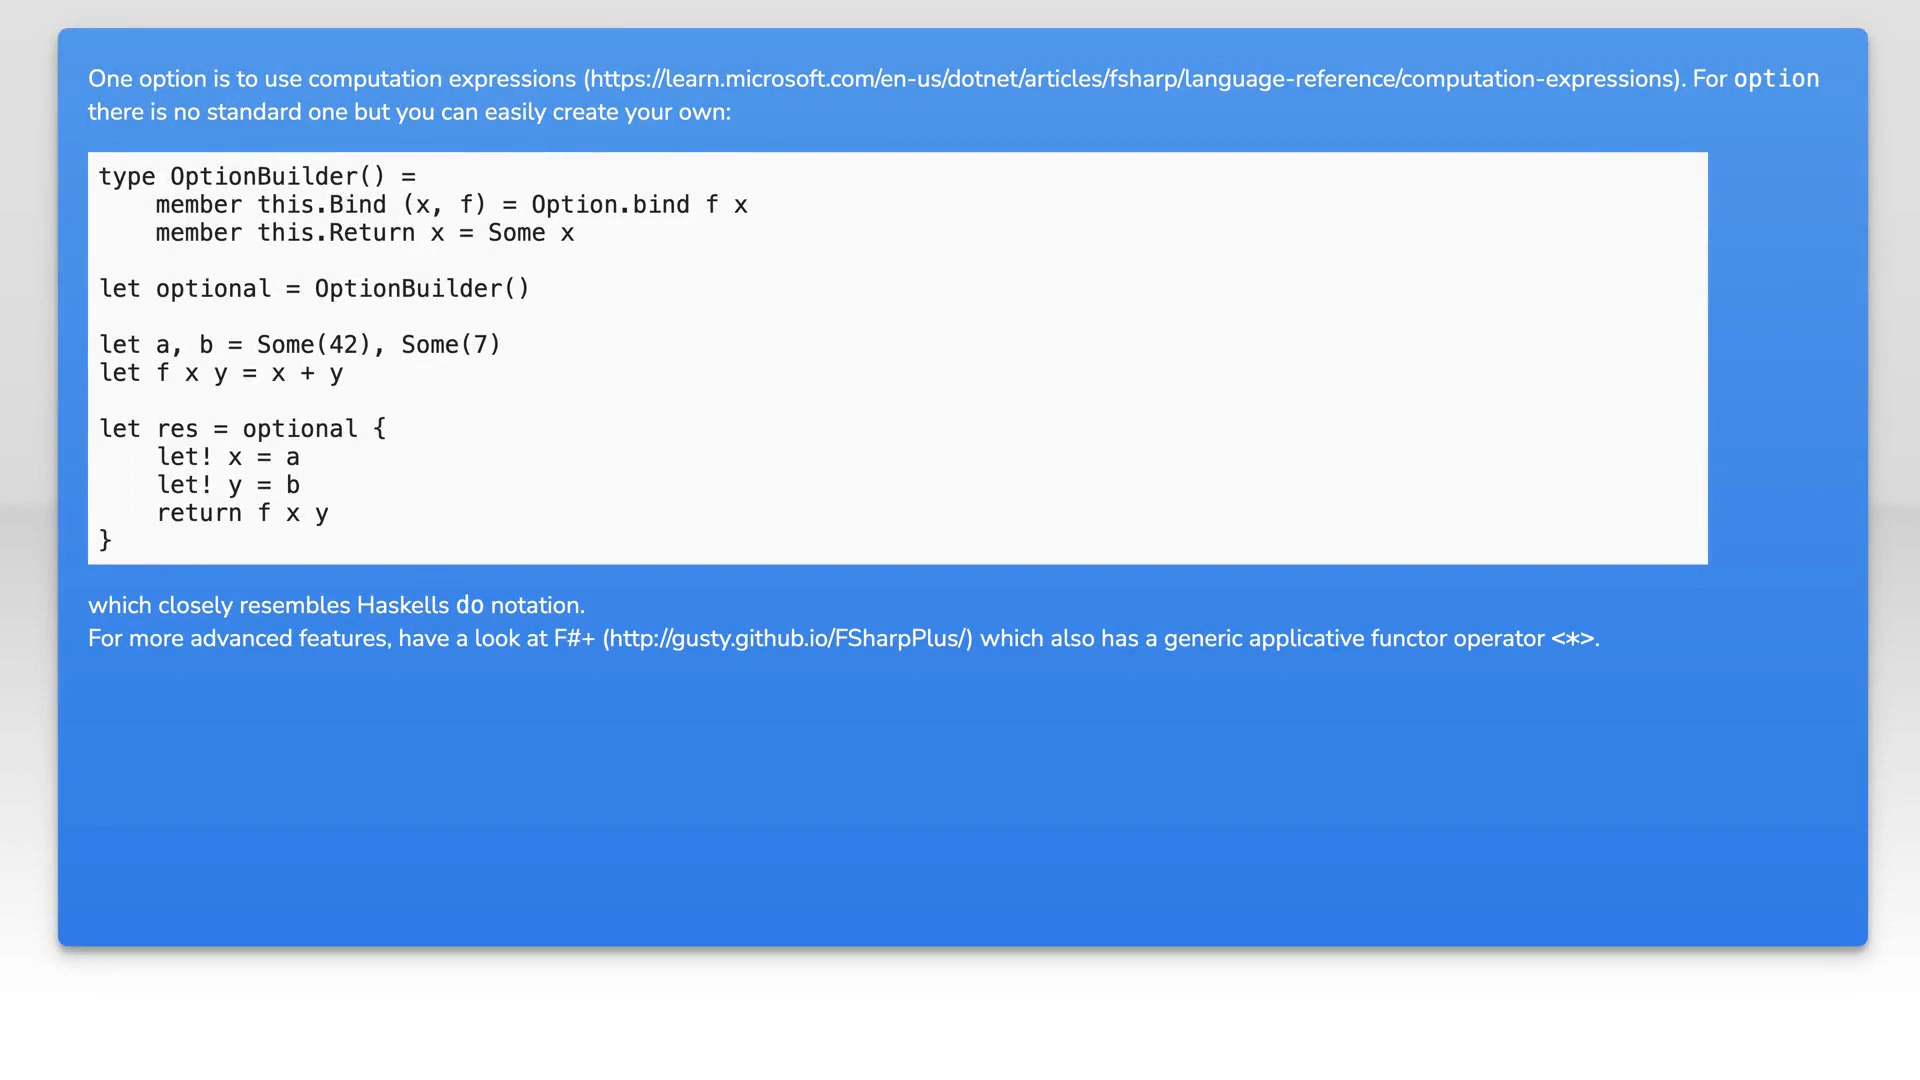 One option is to use computation expressions (https://learn.microsoft.com/en-us/dotnet/articles/fsharp/language-reference/computation-expressions). For option
there is no standard one but you can easily create your own:
type OptionBuilder() =
    member this.Bind (x, f) = Option.bind f x
    member this.Return x = Some x
let optional = OptionBuilder()
let a, b = Some(42), Some(7)
let f x y = x + y
let res = optional {
    let! x = a
    let! y = b
    return f x y
}
which closely resembles Haskells do notation.
For more advanced features, have a look at F#+ (http://gusty.github.io/FSharpPlus/) which also has a generic applicative functor operator <*>.